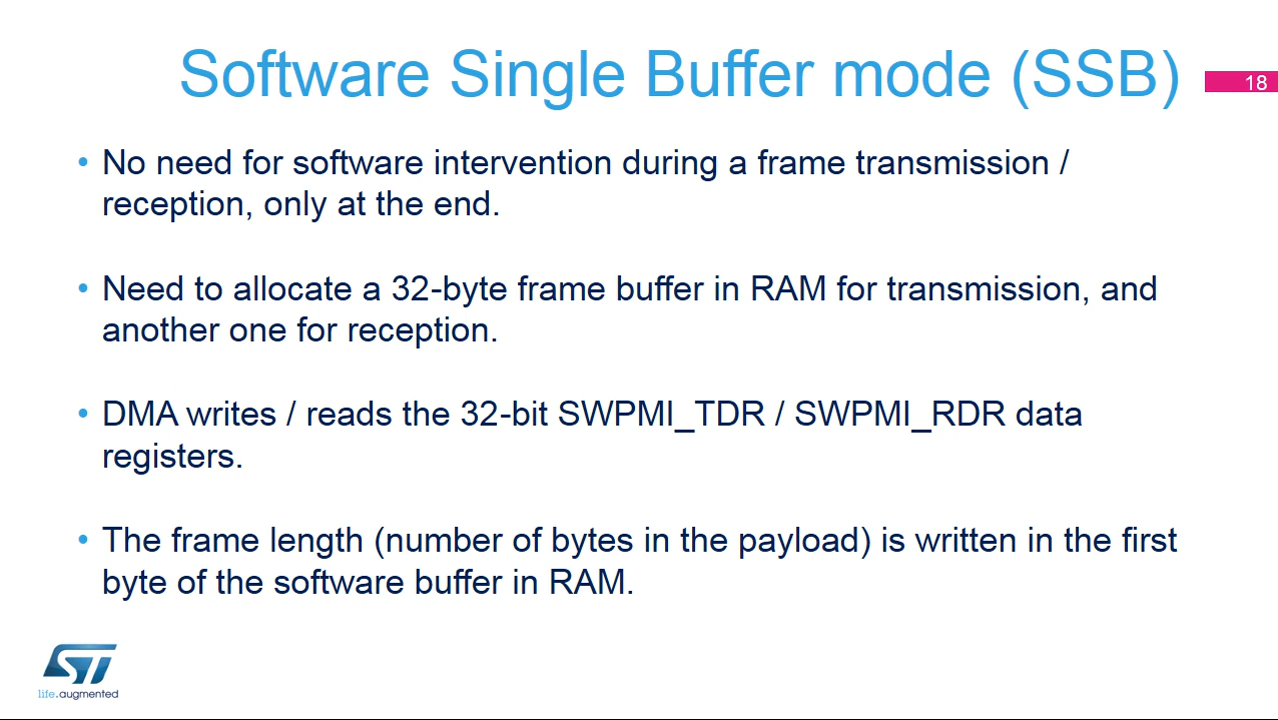 Software Single Buffer mode (SSB)
18
• No need for software intervention during a frame transmission /
reception, only at the end.
• Need to allocate a 32-byte frame buffer in RAM for transmission, and
another one for reception.
• DMA writes / reads the 32-bit SWPMI_TDR / SWPMI_RDR data
registers.
• The frame length (number of bytes in the payload) is written in the first
byte of the software buffer in RAM.
ST
life.augmented